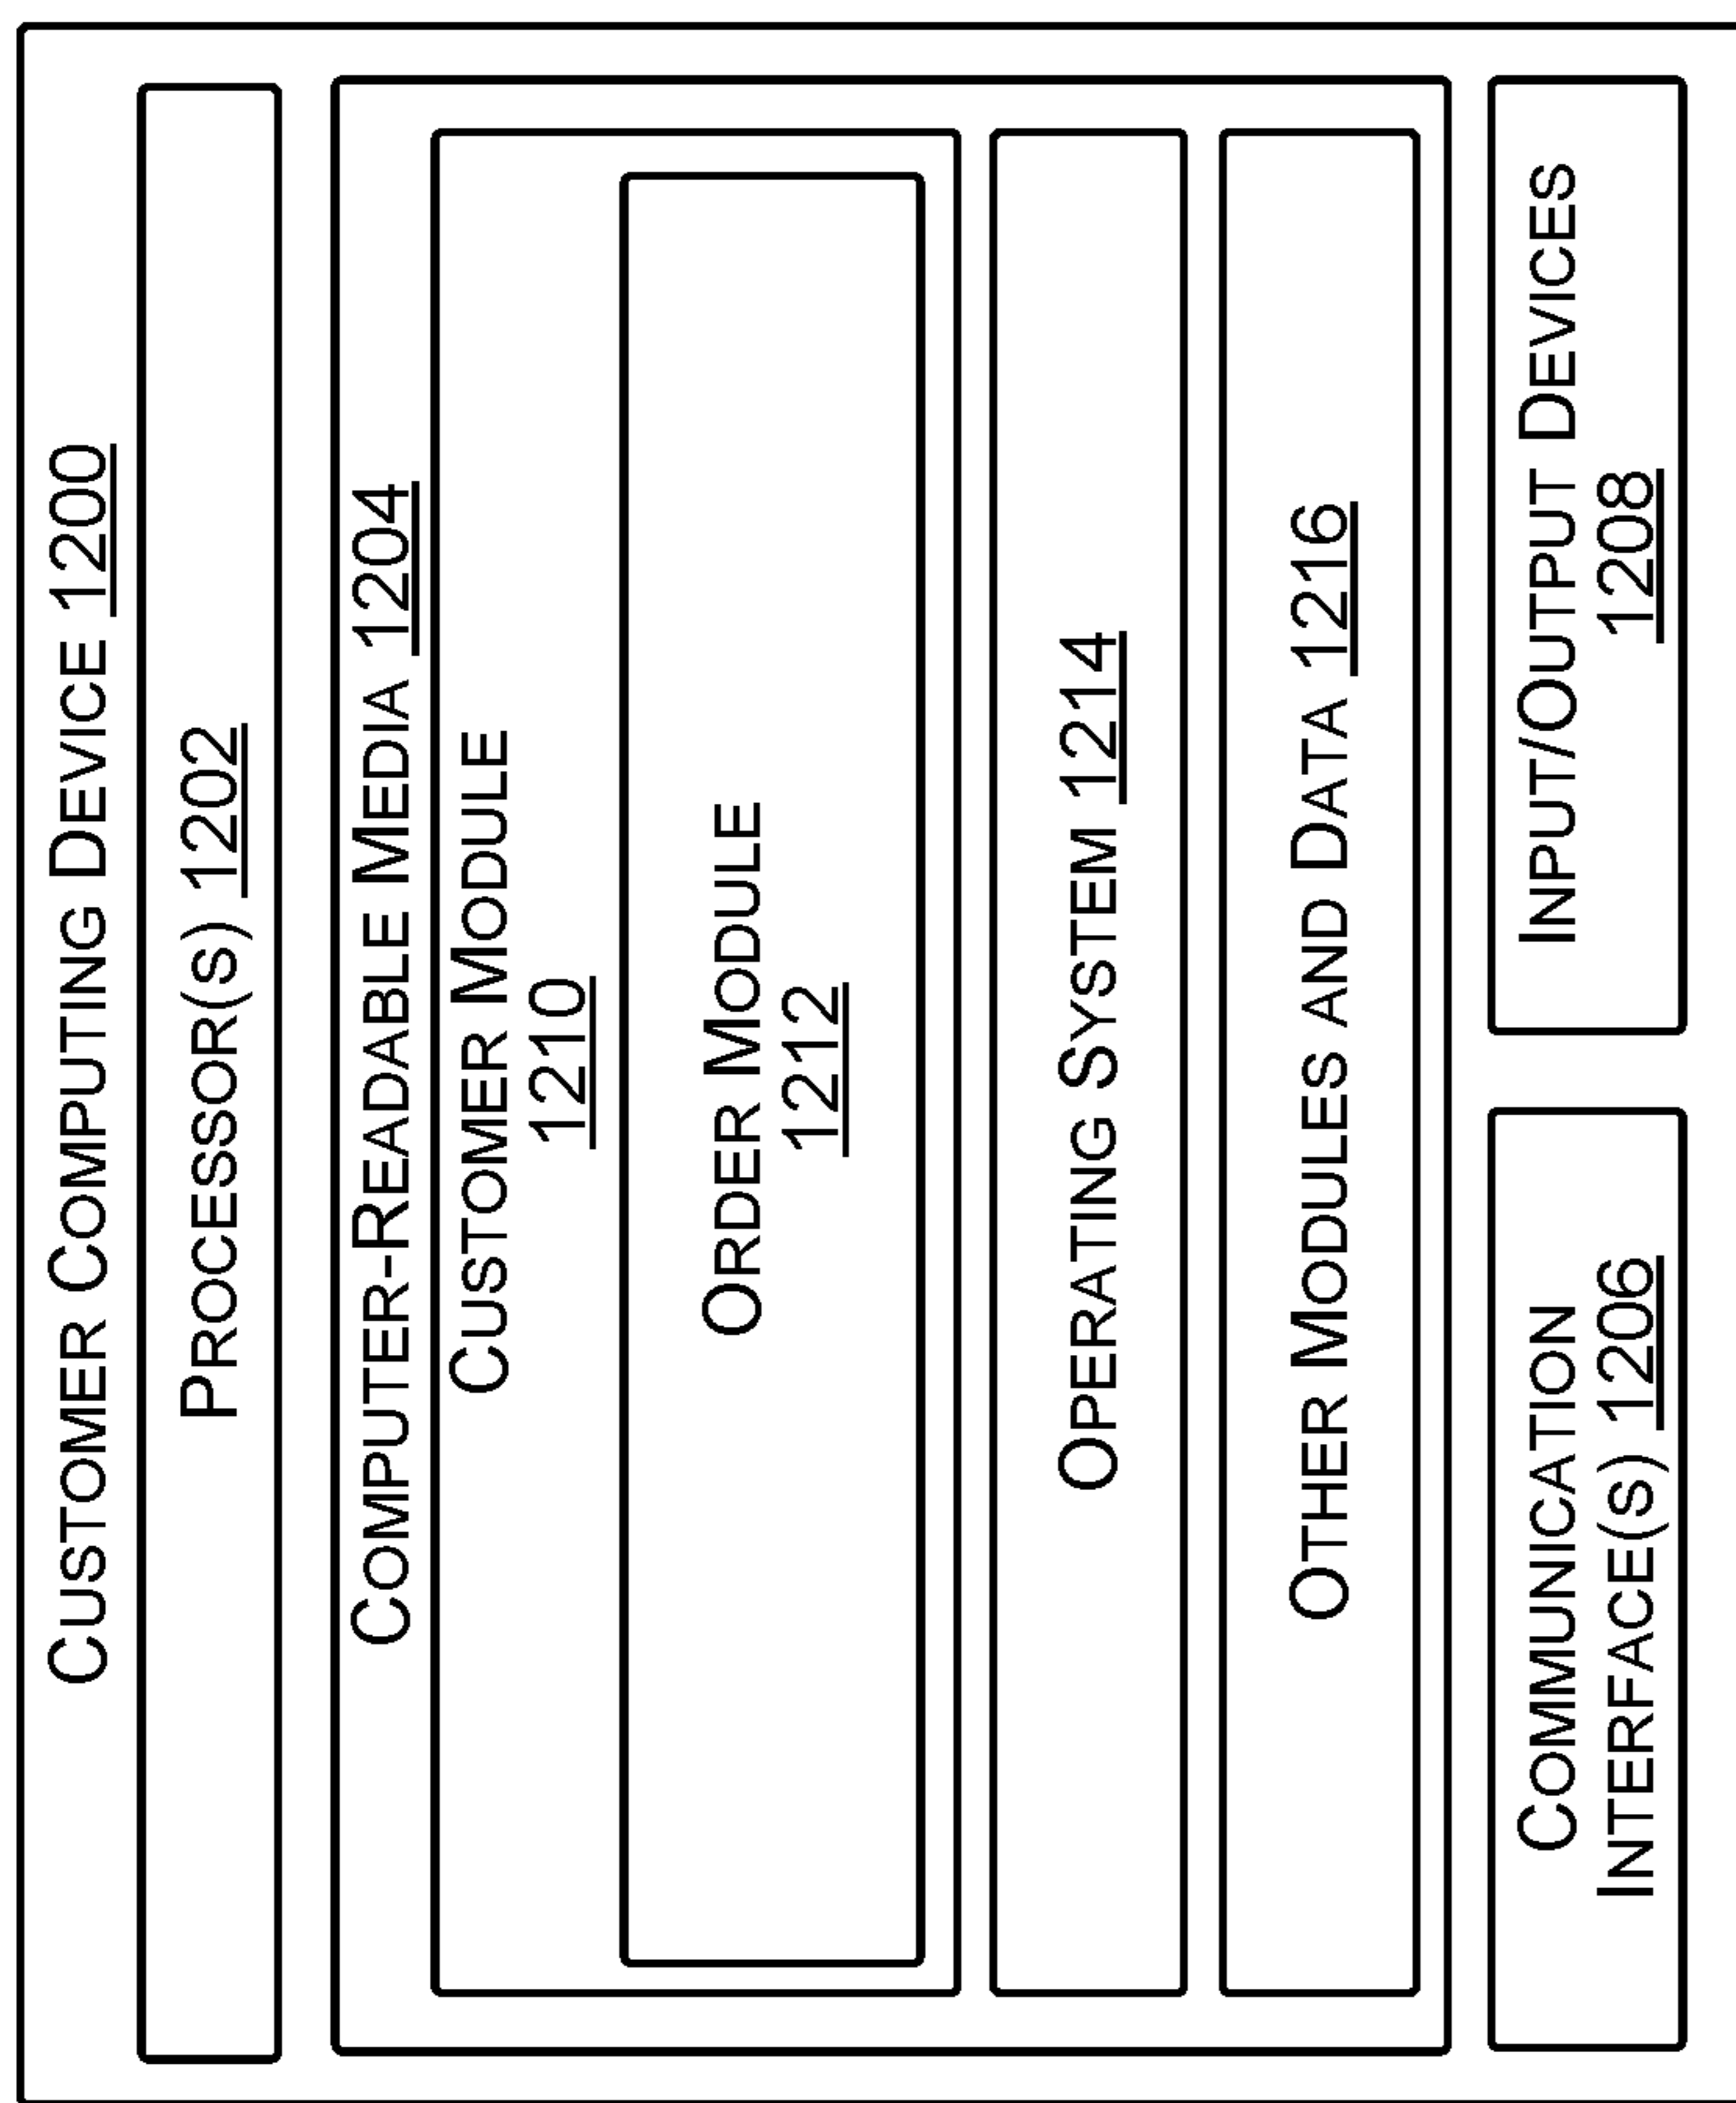 CUSTOMER COMPUTING DEVICE 1200
PROCESSOR(S) 1202
COMPUTER-READABLE MEDIA 1204
CUSTOMER MODULE
1210
ORDER MODULE
1212
OPERATING SYSTEM 1214
OTHER MODULES AND DATA 1216
COMMUNICATION
INTERFACE(S) 1206
INPUT/OUTPUT DEVICES
1208